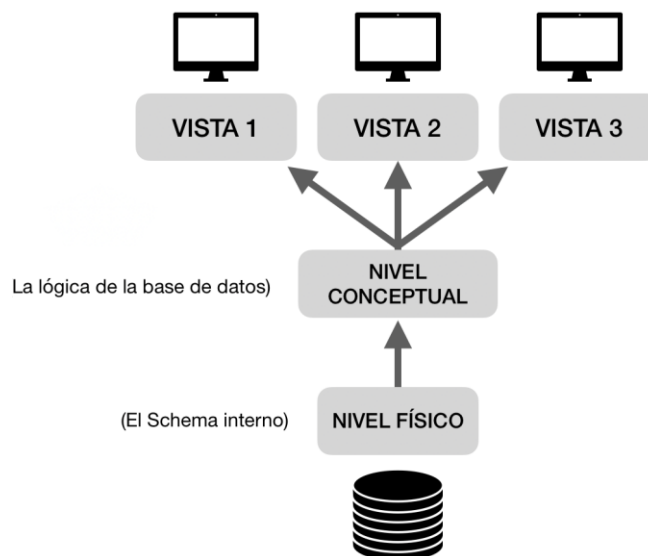 VISTA 1
VISTA 2
VISTA 3
La lógica de la base de datos)
NIVEL
CONCEPTUAL
(El Schema interno)
NIVEL FÍSICO